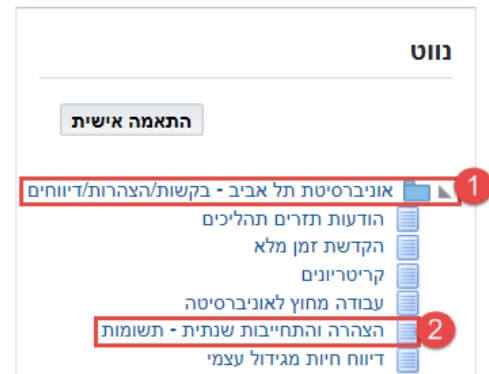 נווט
התאמה אישית
1
אוניברסיטת תל אביב - בקשות/הצהרות/דיווחים
הודעות תזרים תהליכים
הקדשת זמן מלא
קריטריונים
עבודה מחוץ לאוניברסיטה
2
הצהרה והתחייבות שנתית - תשומות
דיווח חיות מגידול עצמי